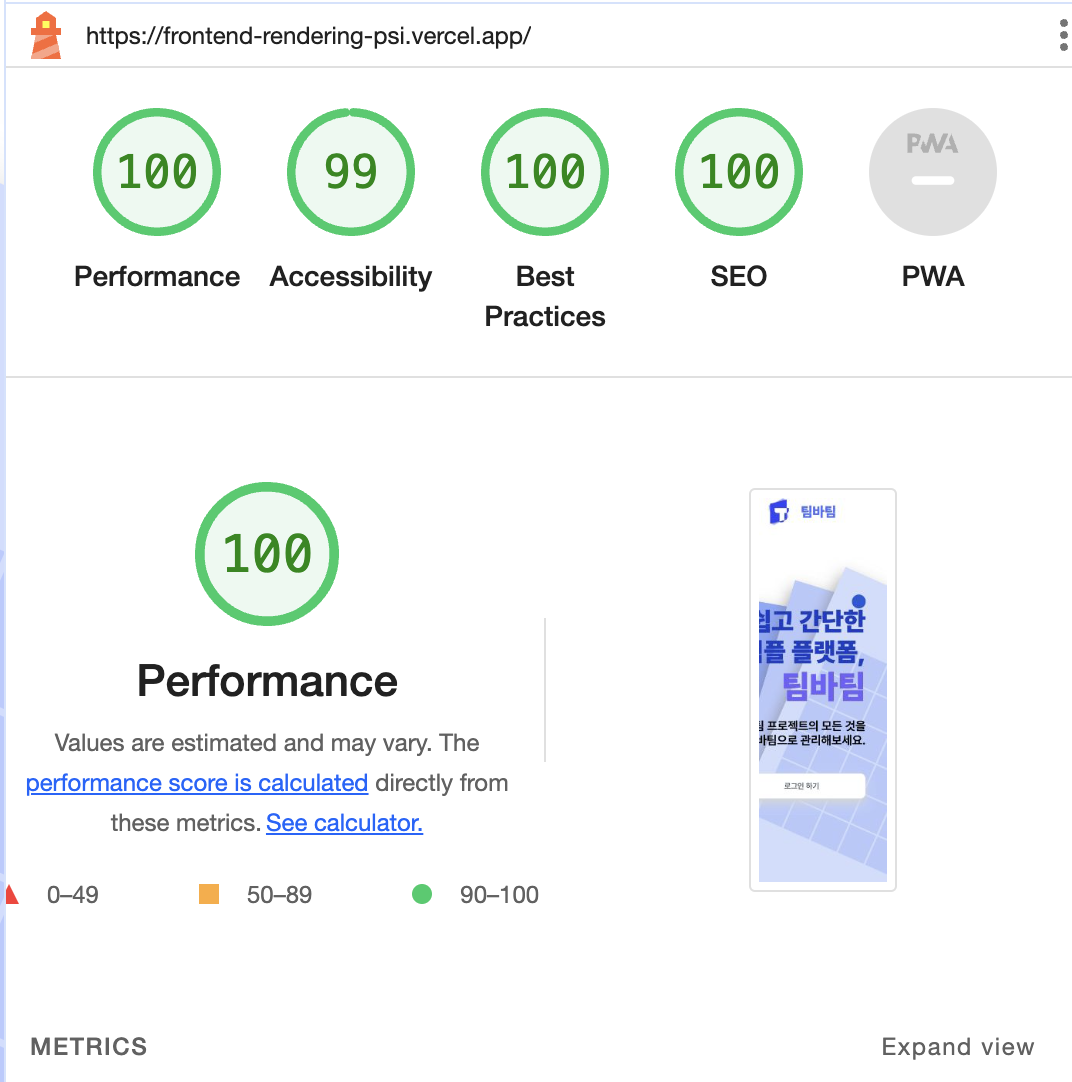 https://frontend-rendering-psi.vercel.app/
100
99
100
100
PWA
Performance
Accessibility
Best
Practices
SEO
PWA
100
Performance
Values are estimated and may vary. The
performance score is calculated directly from
these metrics. See calculator.
0–49
50–89
90–100
팀바팀
쉽고 간단한
플 플랫폼,
팀바팀
팀 프로젝트의 모든 것을
바팀으로 관리해보세요.
로그인 하기
METRICS
Expand view